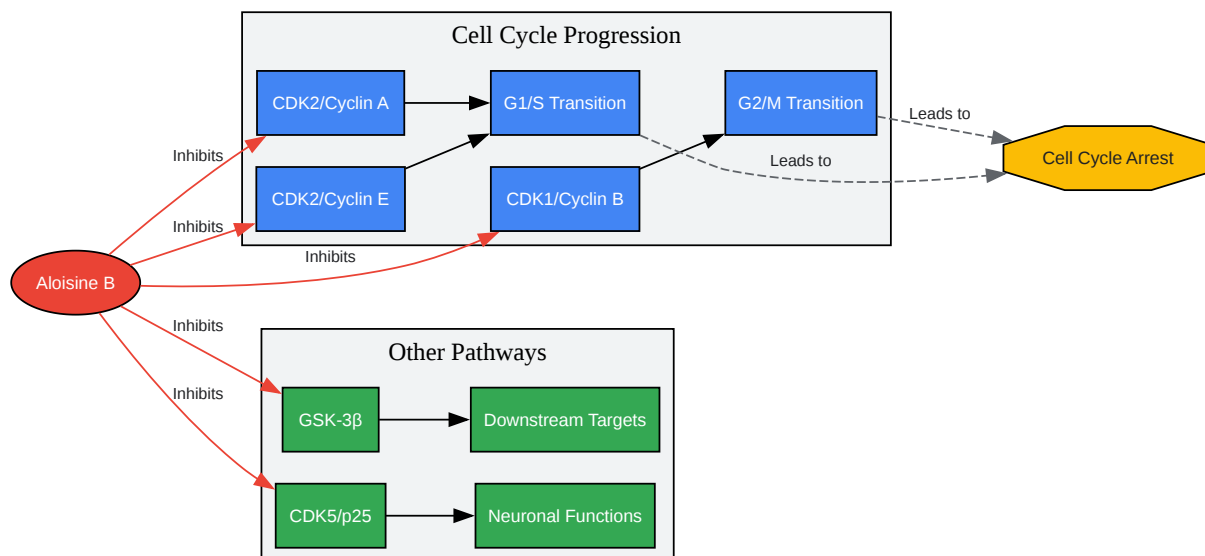 Cell Cycle Progression
CDK2/Cyclin A
G1/S Transition
G2/M Transition
Leads to
Inhibits
Leads to
Cell Cycle Arrest
CDK2/Cyclin E
CDK1/Cyclin B
Inhibits
Inhibits
Aloisine B
Inhibits
Other Pathways
Inhibits
GSK-3β
Downstream Targets
CDK5/p25
Neuronal Functions